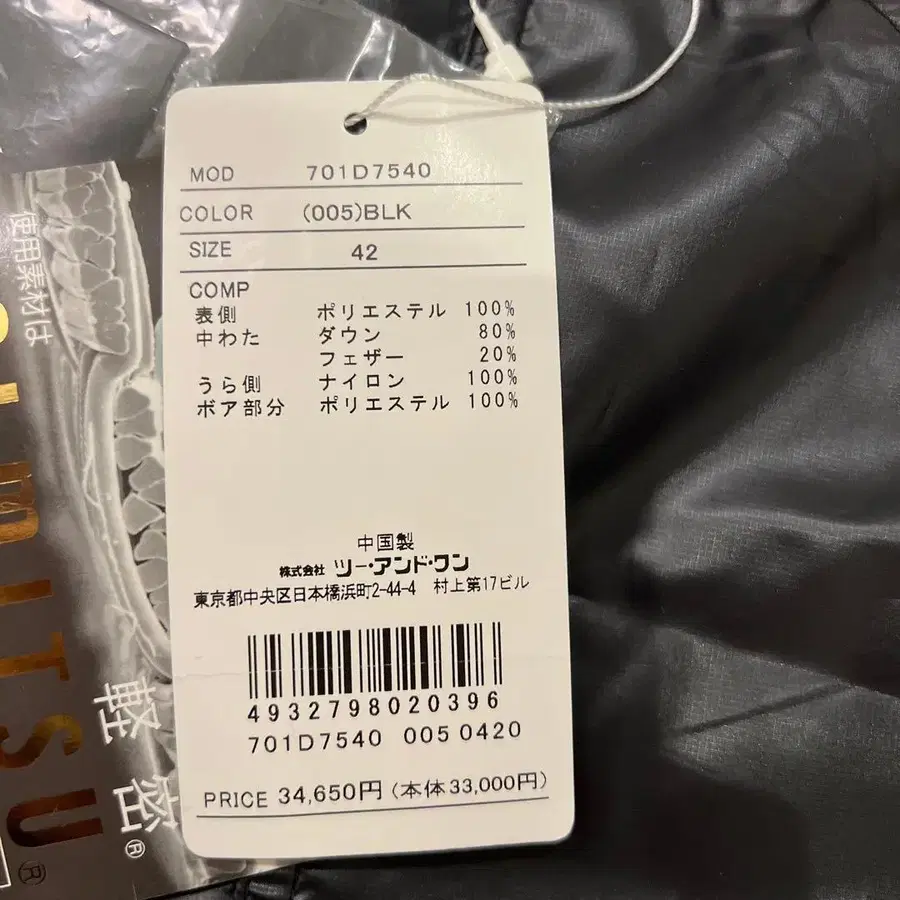 MOD 701D7540
COLOR (005)BLK
SIZE 42
COMP
表側 ポリエステル 100%
中わた ダウン 80%
フェザー 20%
うら側 ナイロン 100%
ボア部分 ポリエステル 100%
中国製
株式会社 ツー・アンド・ワン
東京都中央区日本橋浜町2-44-4 村上第17ビル
4932798020396
701D7540 005 0420
PRICE 34,650円(本体33,000円)
使用素材は
MITSU®
軽密®